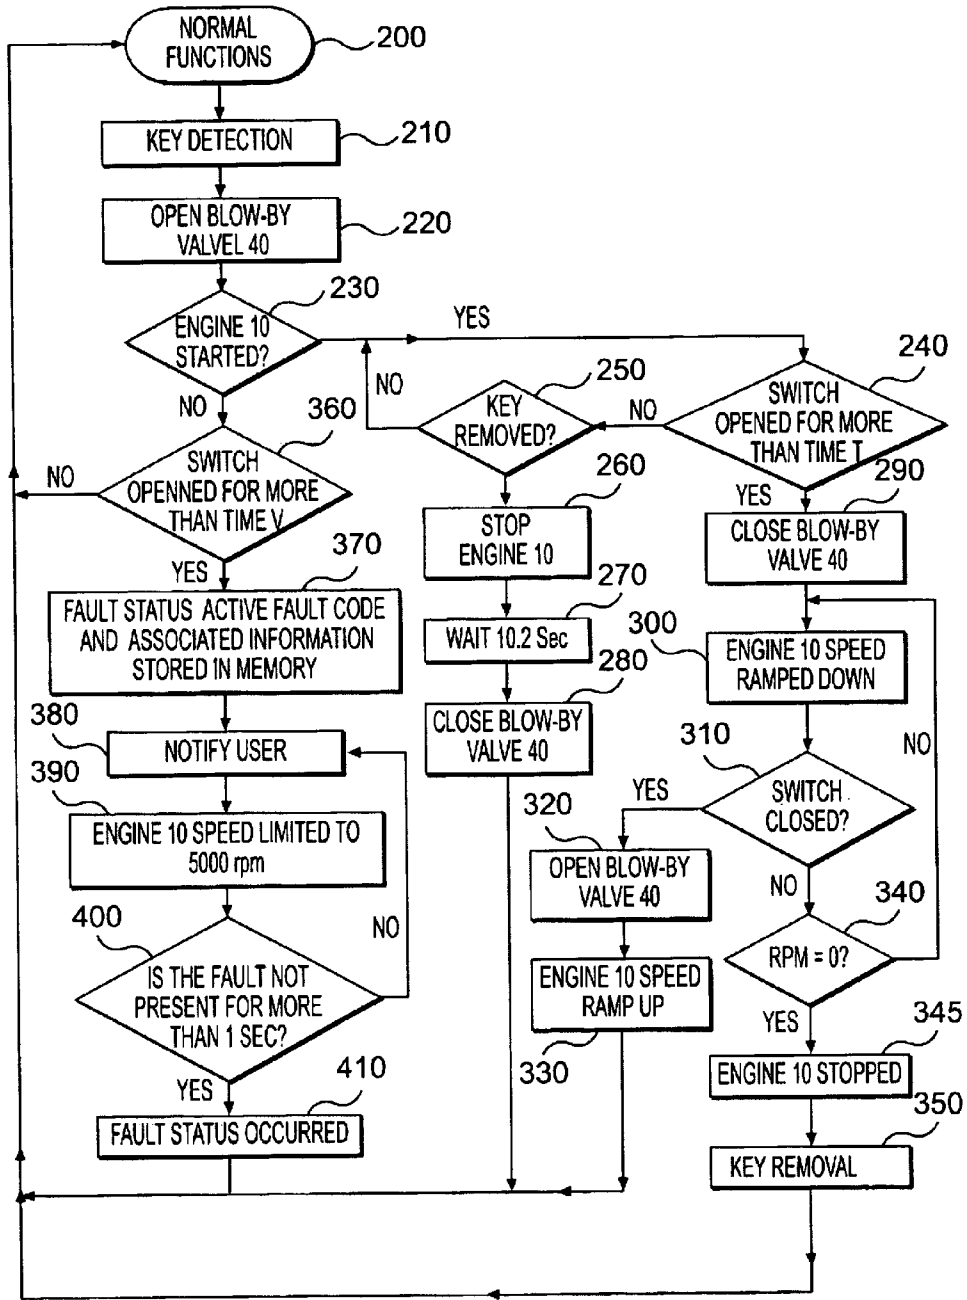 NORMAL
FUNCTIONS
200
KEY DETECTION
210
OPEN BLOW-BY
VALVEL 40
220
230
ENGINE 10
STARTED?
YES
NO
360
SWITCH
OPENNED FOR MORE
THAN TIME V
NO
YES
370
FAULT STATUS ACTIVE FAULT CODE
AND ASSOCIATED INFORMATION
STORED IN MEMORY
380
NOTIFY USER
390
ENGINE 10 SPEED LIMITED TO
5000 rpm
400
NO
IS THE FAULT NOT
PRESENT FOR MORE
THAN 1 SEC?
YES
410
FAULT STATUS OCCURRED
240
SWITCH
OPENED FOR MORE
THAN TIME T
NO
250
KEY
REMOVED?
NO
260
STOP
ENGINE 10
270
WAIT 10.2 Sec
280
CLOSE BLOW-BY
VALVE 40
YES
290
CLOSE BLOW-BY
VALVE 40
300
ENGINE 10 SPEED
RAMPED DOWN
310
SWITCH
CLOSED?
YES
320
OPEN BLOW-BY
VALVE 40
ENGINE 10 SPEED
RAMP UP
330
NO
340
RPM = 0?
NO
YES
345
ENGINE 10 STOPPED
350
KEY REMOVAL